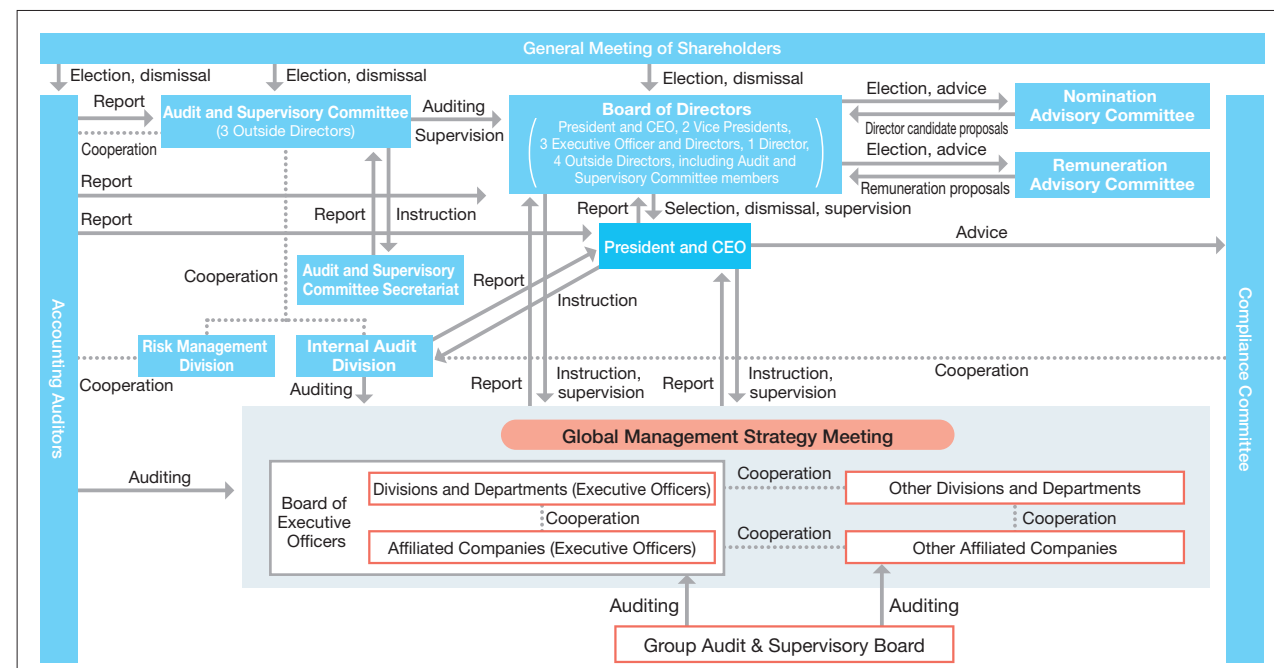 General Meeting of Shareholders
Election, dismissal
Election, dismissal
Election, dismissal
Report
Audit and Supervisory Committee
(3 Outside Directors)
Auditing
Supervision
Board of Directors
President and CEO, 2 Vice Presidents,
3 Executive Officer and Directors, 1 Director,
4 Outside Directors, including Audit and
Supervisory Committee members
Election, advice
Director candidate proposals
Nomination
Advisory Committee
Election, advice
Remuneration proposals
Remuneration
Advisory Committee
Cooperation
Report
Report
Report
Instruction
Report
Selection, dismissal, supervision
President and CEO
Advice
Cooperation
Audit and Supervisory
Committee Secretariat
Report
Instruction
Accounting Auditors
Compliance Committee
Risk Management
Division
Internal Audit
Division
Cooperation
Auditing
Report
Instruction,
supervision
Report
Instruction,
supervision
Cooperation
Global Management Strategy Meeting
Auditing
Board of
Executive
Officers
Divisions and Departments (Executive Officers)
Cooperation
Affiliated Companies (Executive Officers)
Cooperation
Cooperation
Other Divisions and Departments
Cooperation
Other Affiliated Companies
Auditing
Auditing
Group Audit & Supervisory Board